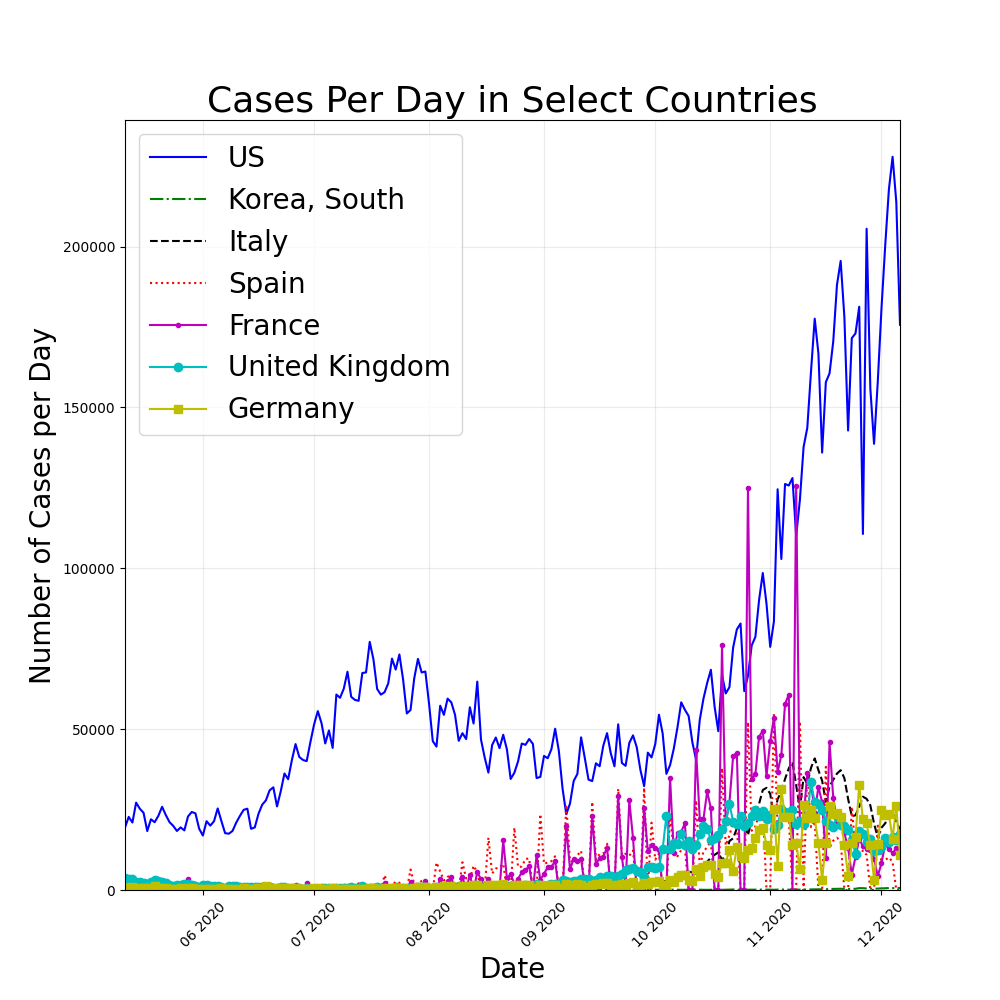 Cases Per Day in Select Countries
US
Korea, South
Italy
Spain
France
United Kingdom
Germany
Number of Cases per Day
200000
150000
100000
50000
0
06 2020
07 2020
08 2020
09 2020
10 2020
11 2020
12 2020
Date